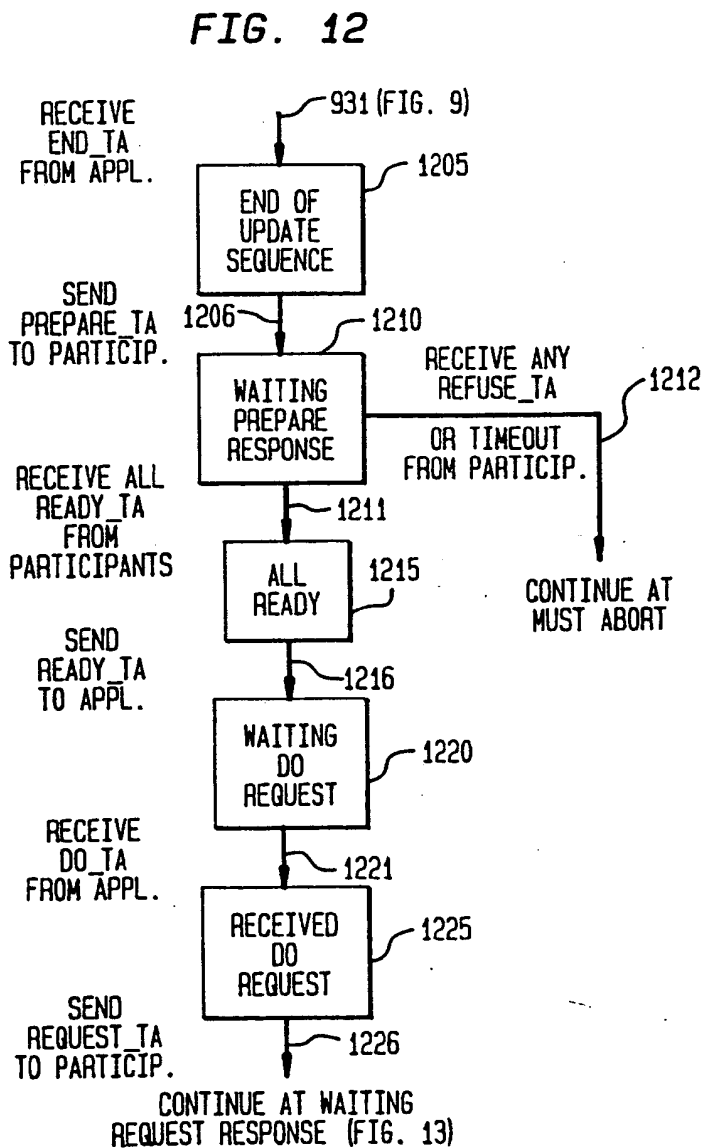 FIG. 12
RECEIVE
END_TA
FROM APPL.
931 (FIG. 9)
1205
END OF
UPDATE
SEQUENCE
SEND
PREPARE_TA
TO PARTICIP.
1206
1210
WAITING
PREPARE
RESPONSE
RECEIVE ANY
REFUSE_TA
1212
OR TIMEOUT
FROM PARTICIP.
RECEIVE ALL
READY_TA
FROM
PARTICIPANTS
1211
ALL
READY
1215
CONTINUE AT
MUST ABORT
SEND
READY_TA
TO APPL.
1216
WAITING
DO
REQUEST
1220
RECEIVE
DO_TA
FROM APPL.
1221
RECEIVED
DO
REQUEST
1225
SEND
REQUEST_TA
TO PARTICIP.
1226
CONTINUE AT WAITING
REQUEST RESPONSE (FIG. 13)